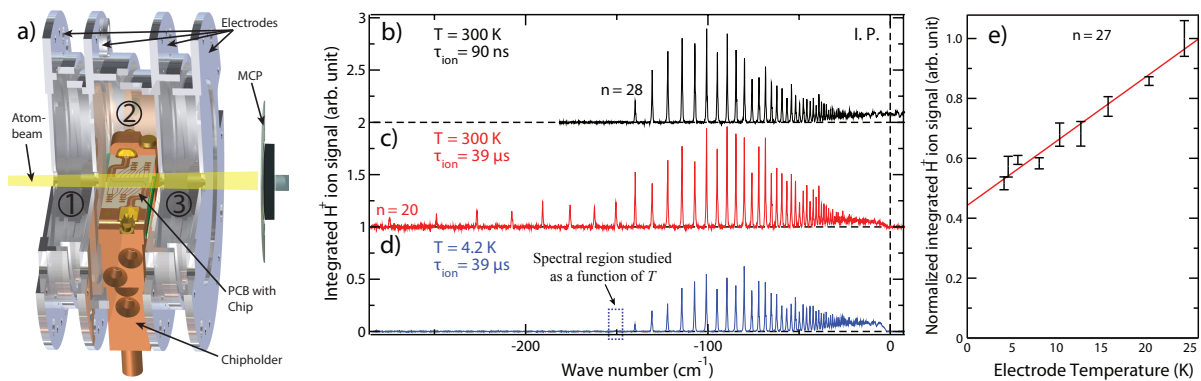 a)
Electrodes
MCP
Atom-
beam
①
②
③
PCB with
Chip
Chipholder
Integrated H⁺ ion signal (arb. unit)
3
2.5
2
1.5
1
0.5
0
b)
T = 300 K
τion = 90 ns
I. P.
n = 28
c)
T = 300 K
τion = 39 μs
n = 20
d)
T = 4.2 K
τion = 39 μs
Spectral region studied
as a function of T
-200
-100
0
Wave number (cm⁻¹)
e)
n = 27
Normalized integrated H⁺ ion signal (arb. unit)
1.0
0.8
0.6
0.4
0.2
0.0
0
5
10
15
20
25
Electrode Temperature (K)